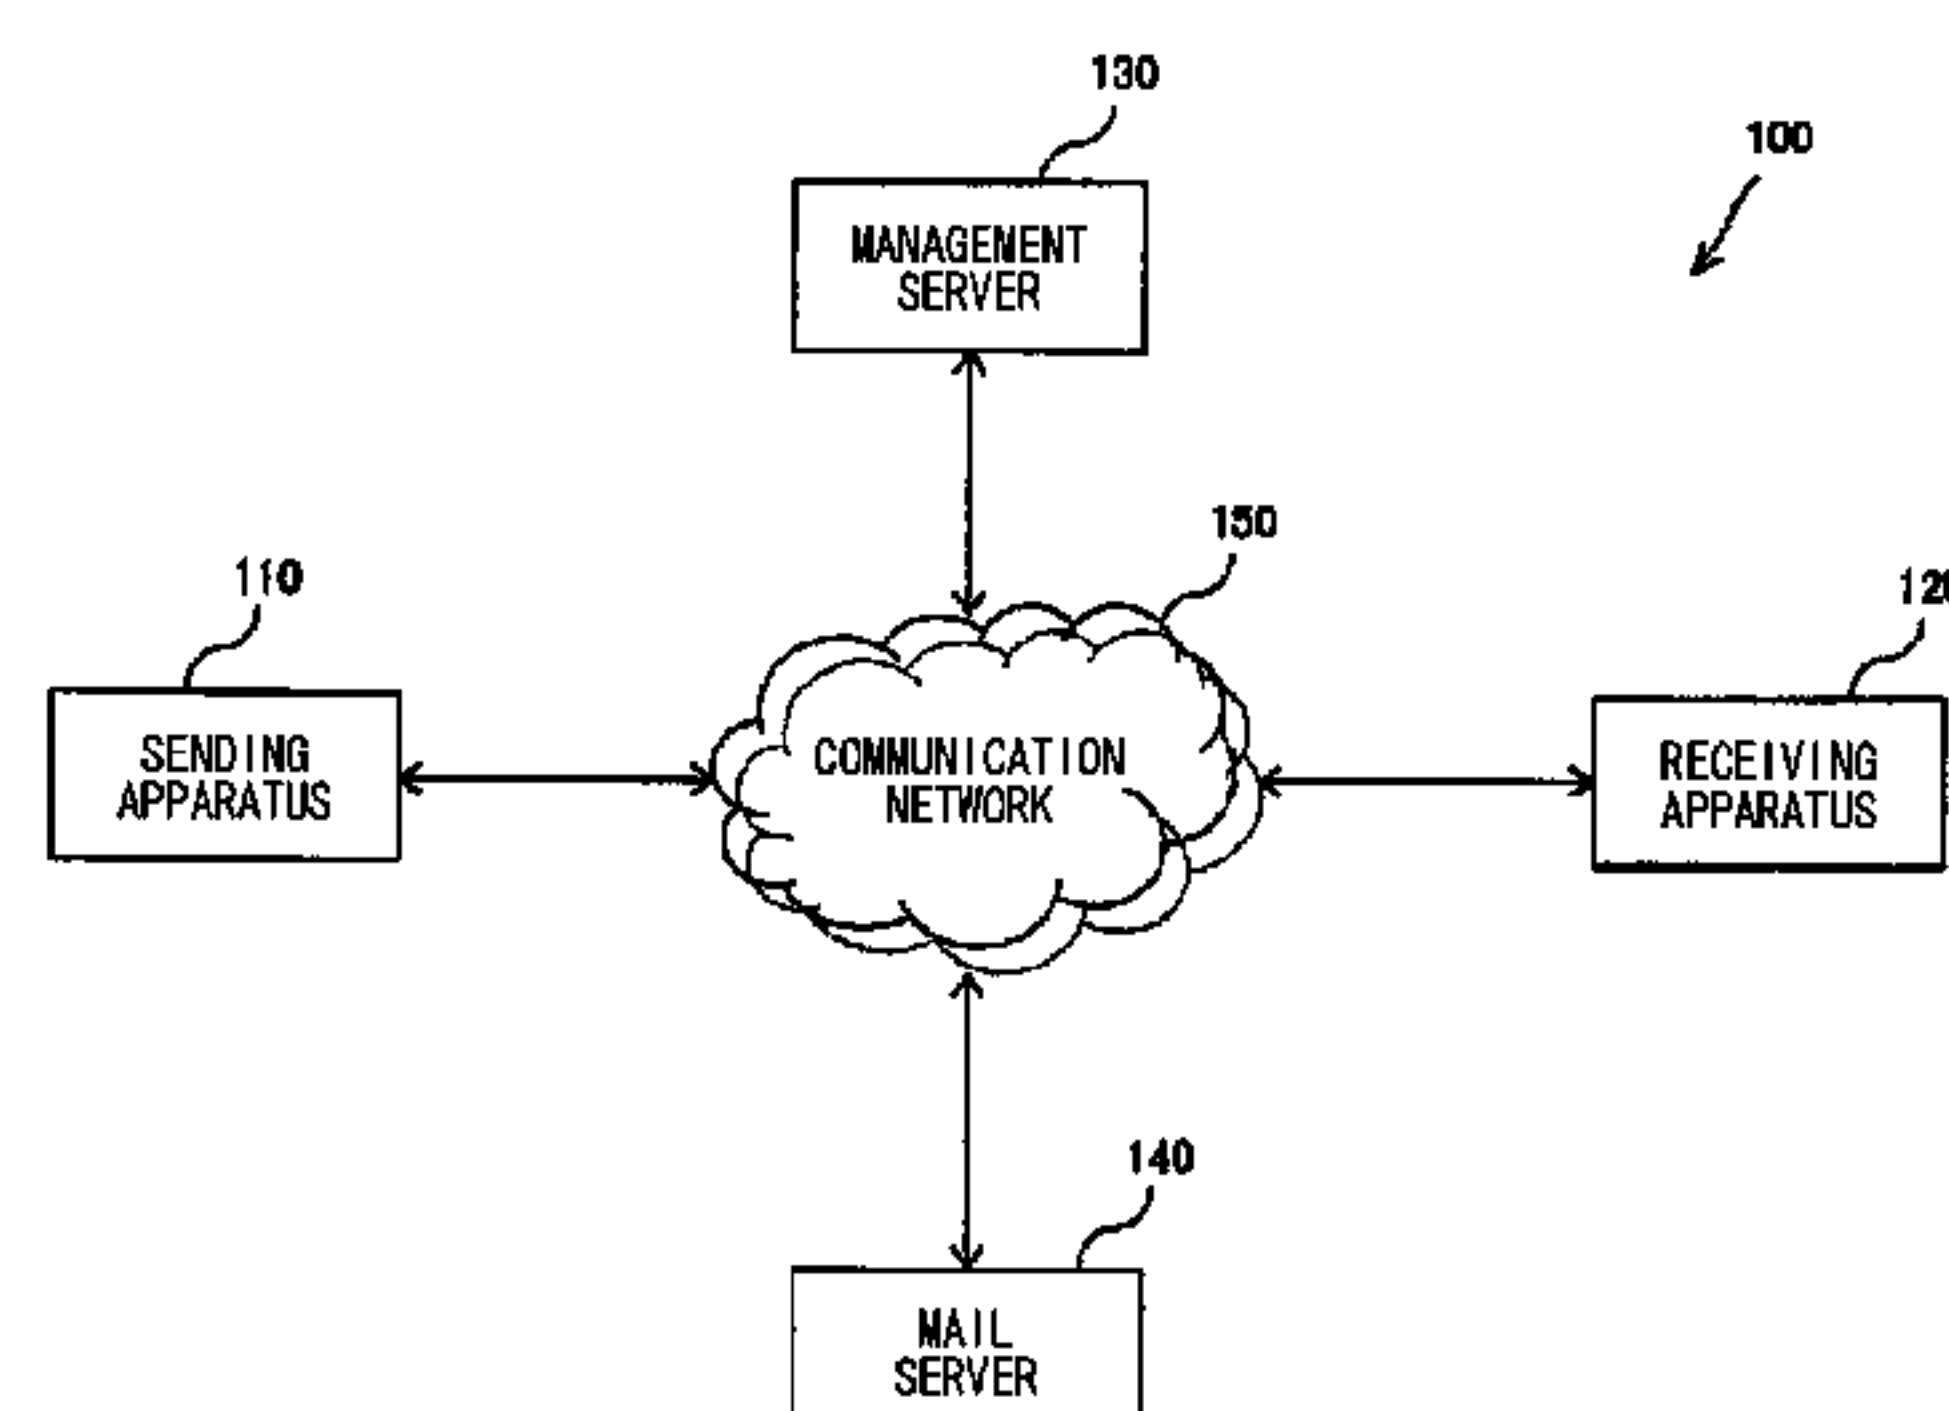 130
100
MANAGEMENT
SERVER
150
110
SENDING
APPARATUS
COMMUNICATION
NETWORK
RECEIVING
APPARATUS
140
MAIL
SERVER